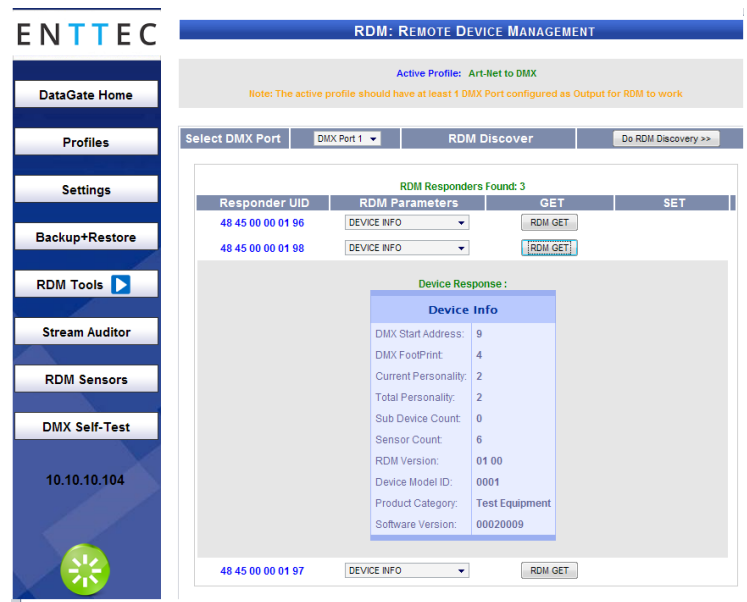 ENTTEC
RDM: REMOTE DEVICE MANAGEMENT
Active Profile: Art-Net to DMX
Note: The active profile should have at least 1 DMX Port configured as Output for RDM to work
DataGate Home
Profiles
Settings
Backup+Restore
RDM Tools
Stream Auditor
RDM Sensors
DMX Self-Test
10.10.10.104
Select DMX Port DMX Port 1 RDM Discover Do RDM Discovery >>
RDM Responders Found: 3
Responder UID RDM Parameters GET SET
48 45 00 00 01 96 DEVICE INFO RDM GET
48 45 00 00 01 98 DEVICE INFO RDM GET
Device Response :
Device Info
DMX Start Address: 9
DMX FootPrint: 4
Current Personality: 2
Total Personality: 2
Sub Device Count: 0
Sensor Count: 6
RDM Version: 01 00
Device Model ID: 0001
Product Category: Test Equipment
Software Version: 00020009
48 45 00 00 01 97 DEVICE INFO RDM GET